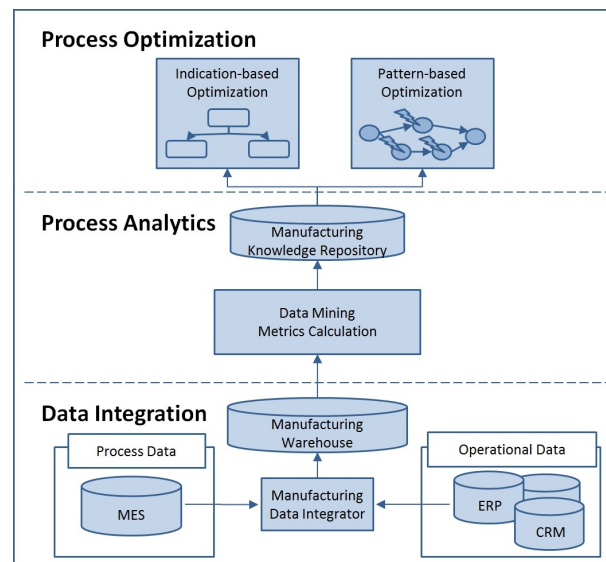 Process Optimization
Indication-based
Optimization
Pattern-based
Optimization
Process Analytics
Manufacturing
Knowledge Repository
Data Mining
Metrics Calculation
Data Integration
Manufacturing
Warehouse
Process Data
Operational Data
MES
Manufacturing
Data Integrator
ERP
CRM